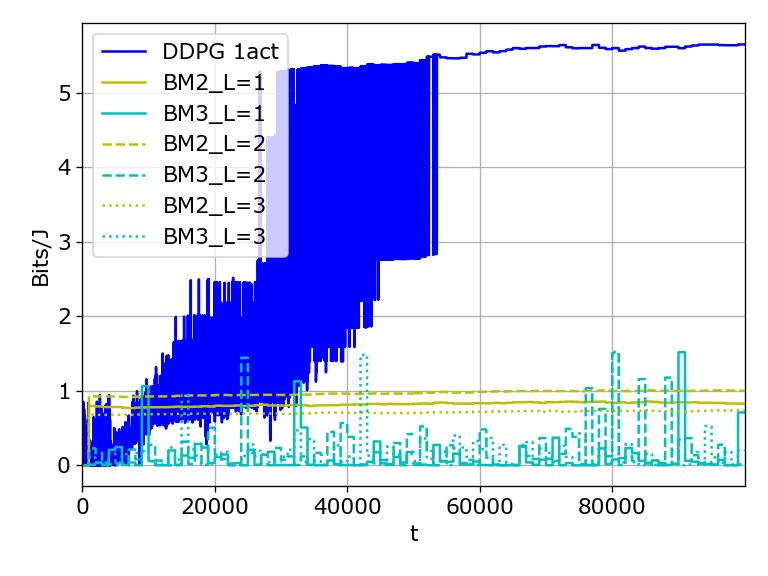 DDPG 1act
BM2_L=1
BM3_L=1
BM2_L=2
BM3_L=2
BM2_L=3
BM3_L=3
Bits/J
5
4
3
2
1
0
0
20000
40000
60000
80000
t